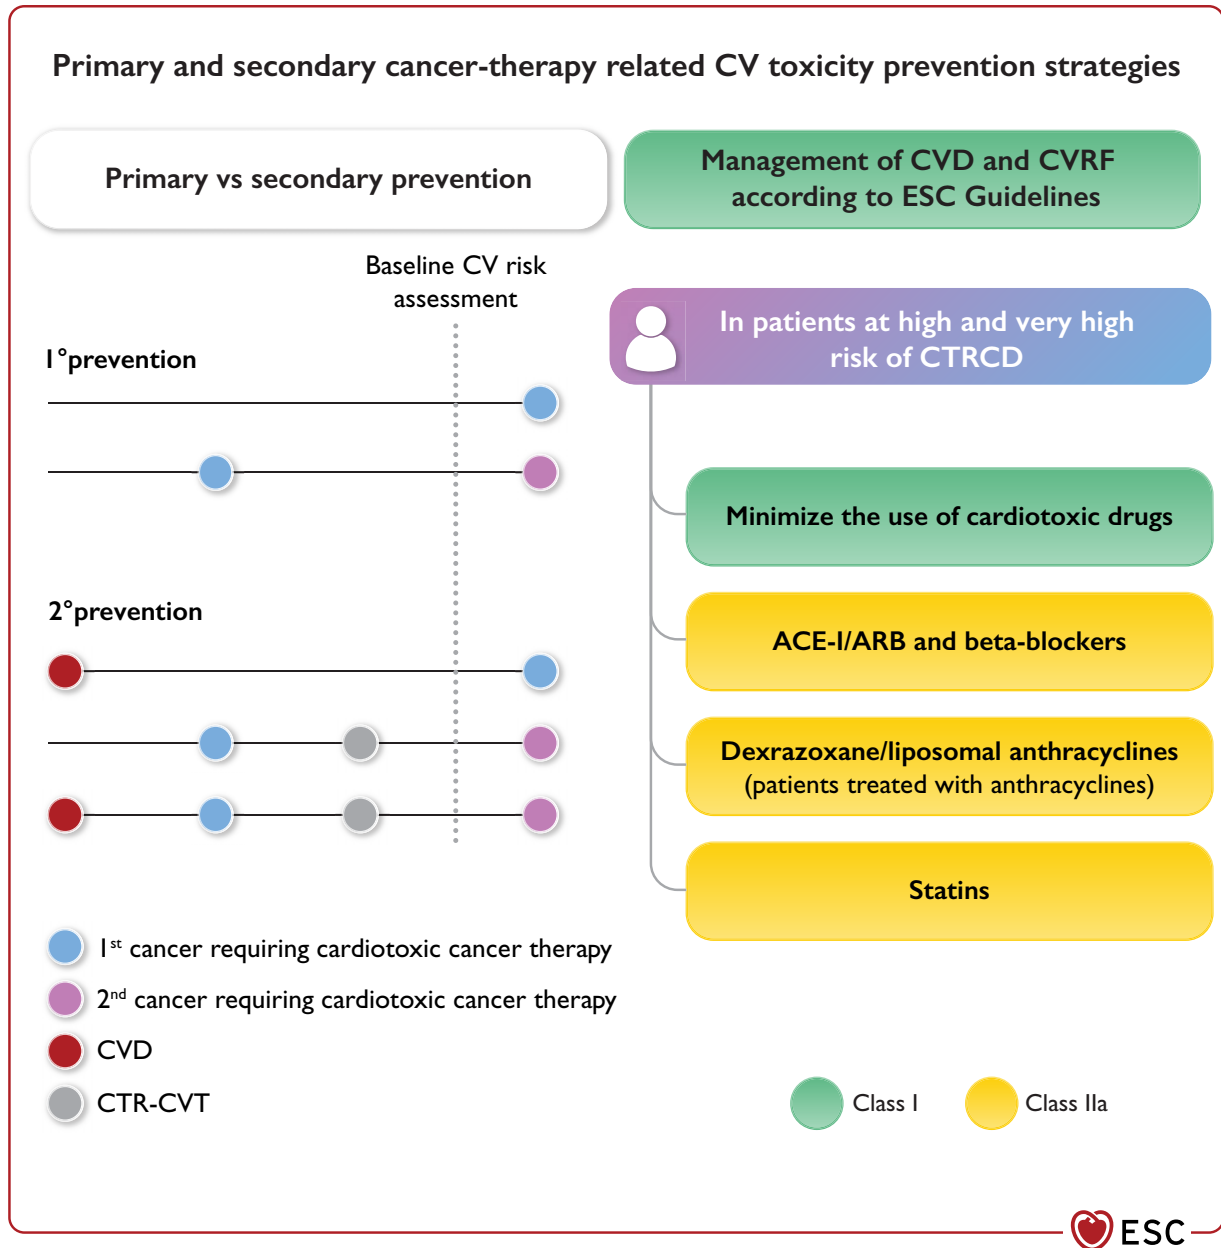 Primary and secondary cancer-therapy related CV toxicity prevention strategies
Primary vs secondary prevention
Baseline CV risk
assessment
1°prevention
2°prevention
1st cancer requiring cardiotoxic cancer therapy
2nd cancer requiring cardiotoxic cancer therapy
CVD
CTR-CVT
Management of CVD and CVRF
according to ESC Guidelines
In patients at high and very high
risk of CTRCD
Minimize the use of cardiotoxic drugs
ACE-I/ARB and beta-blockers
Dexrazoxane/liposomal anthracyclines
(patients treated with anthracyclines)
Statins
Class I
Class IIa
ESC